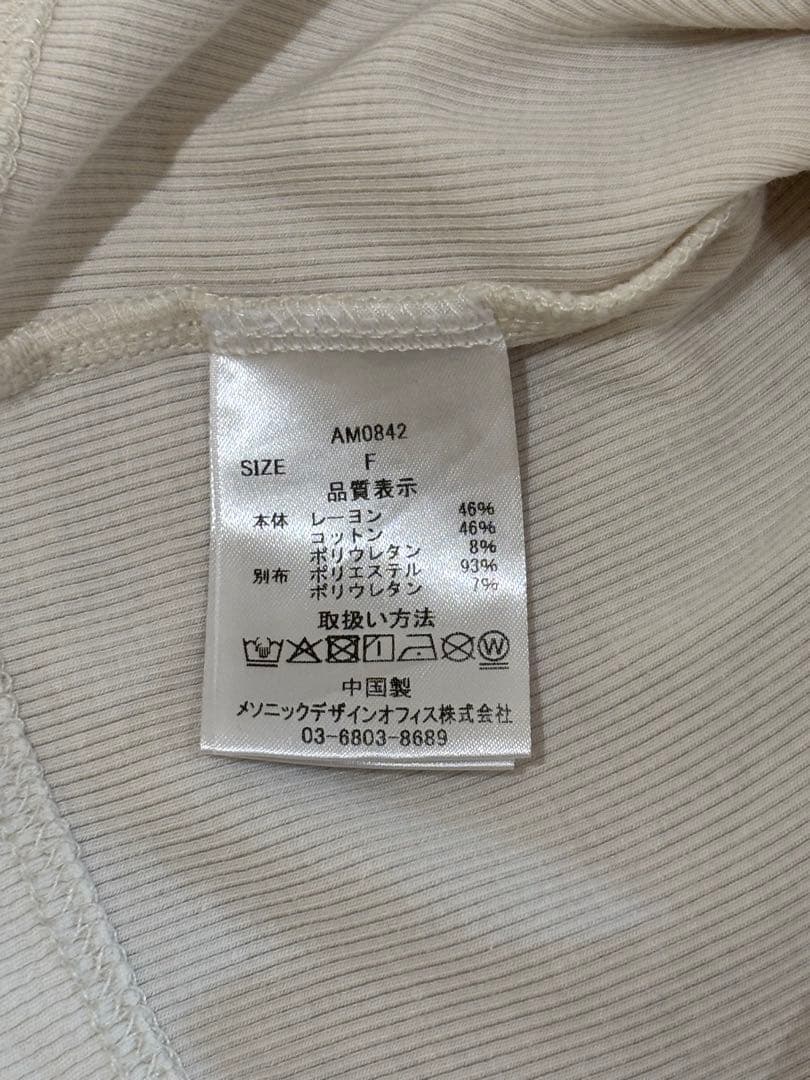 AM0842
SIZE F
品質表示
本体 レーヨン 46%
コットン 46%
ポリウレタン 8%
別布 ポリエステル 93%
ポリウレタン 7%
取扱い方法
W
中国製
メソニックデザインオフィス株式会社
03-6803-8689